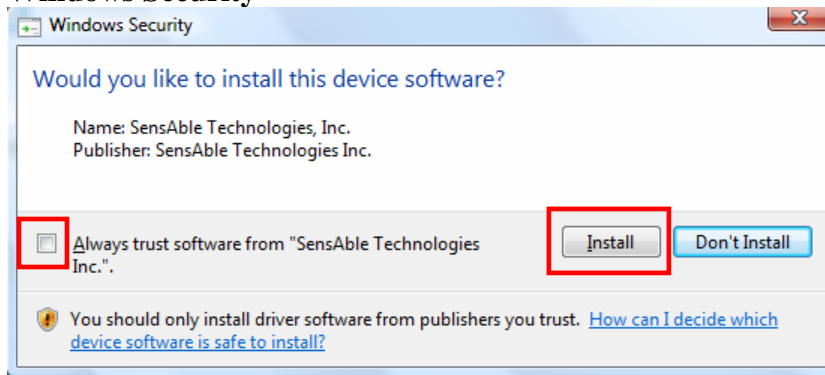 Windows Security
Windows Security
Would you like to install this device software?
Name: SensAble Technologies, Inc.
Publisher: SensAble Technologies Inc.
Always trust software from "SensAble Technologies
Inc.".
Install
Don't Install
You should only install driver software from publishers you trust. How can I decide which
device software is safe to install?